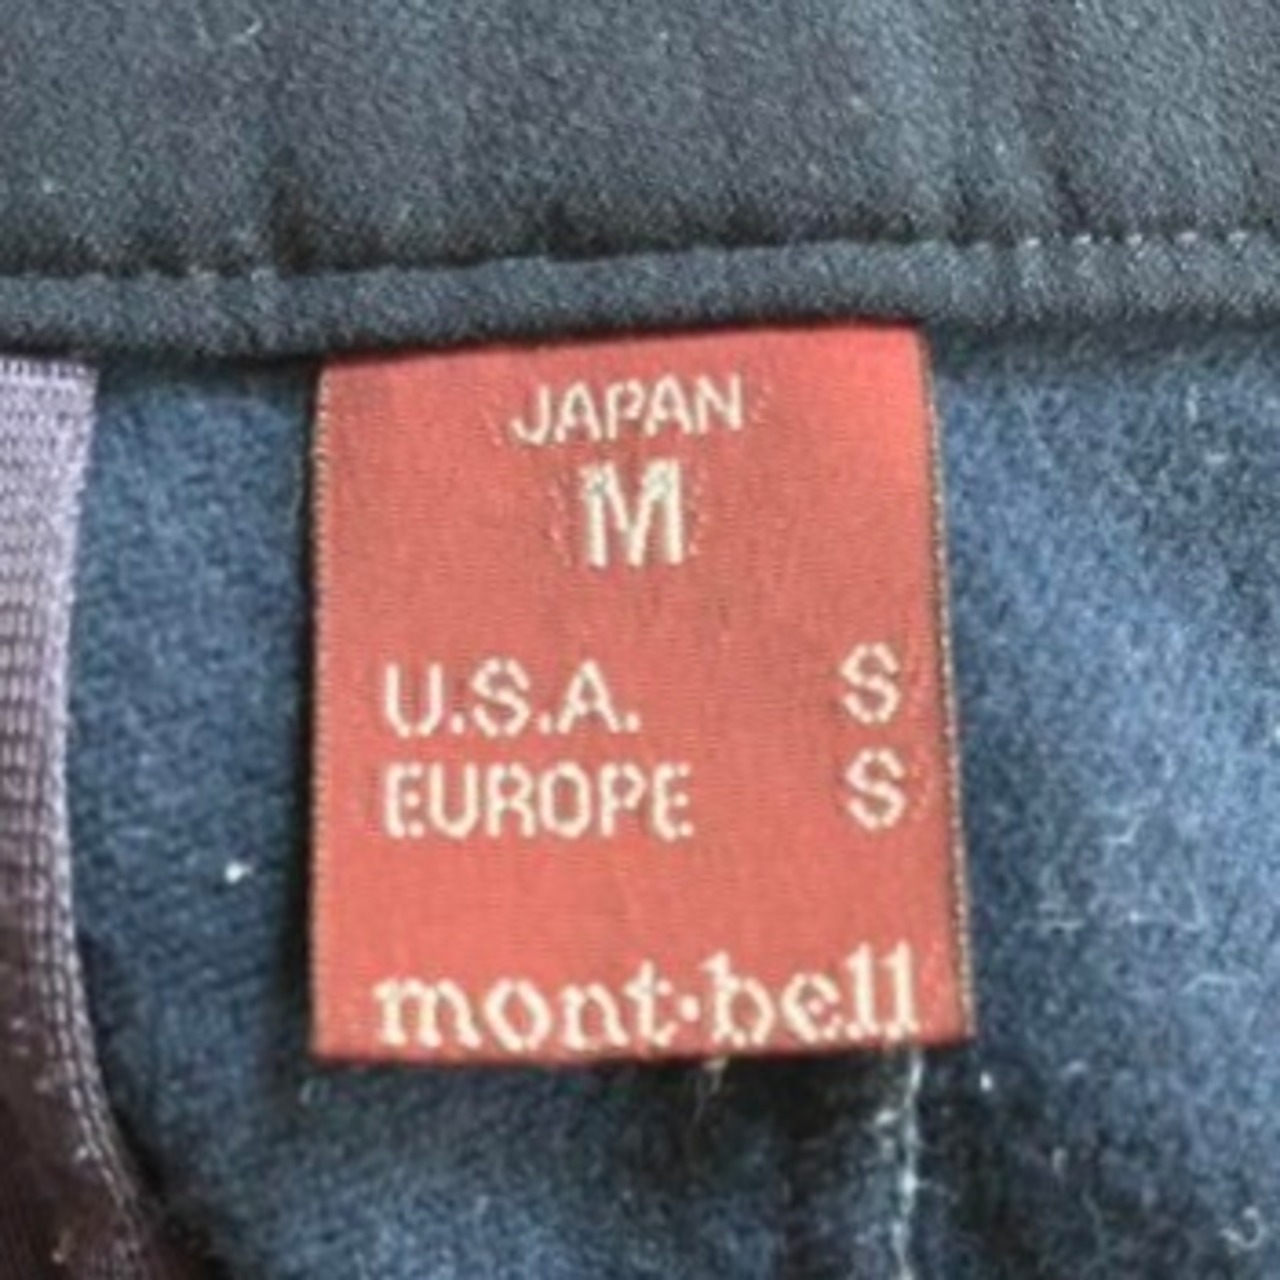 JAPAN
M
U.S.A. S
EUROPE S
mont·bell